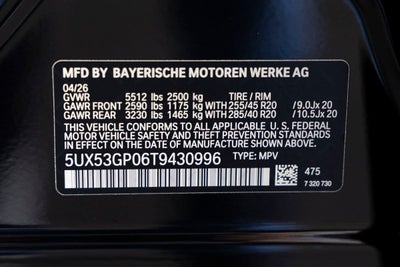 MFD BY BAYERISCHE MOTOREN WERKE AG
04/26
GVWR 5512 lbs 2500 kg TIRE / RIM
GAWR FRONT 2590 lbs 1175 kg 255/45 R20 /9.0Jx 20
GAWR REAR 3230 lbs 1465 kg 285/40 R20 /10.5Jx 20
THIS VEHICLE CONFORMS TO ALL APPLICABLE U.S. FEDERAL
MOTOR VEHICLE SAFETY, BUMPER, AND THEFT PREVENTION
STANDARDS IN EFFECT ON THE DATE OF MANUFACTURE SHOWN ABOVE.
5UX53GP06T9430996 TYPE: MPV
475
7 320 730